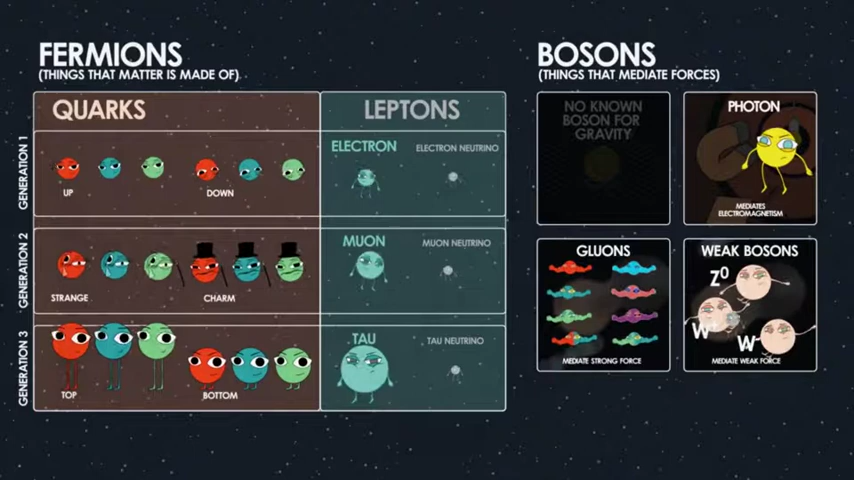 FERMIONS
(THINGS THAT MATTER IS MADE OF)
QUARKS
LEPTONS
GENERATION 1
UP
DOWN
ELECTRON
ELECTRON NEUTRINO
GENERATION 2
STRANGE
CHARM
MUON
MUON NEUTRINO
GENERATION 3
TOP
BOTTOM
TAU
TAU NEUTRINO
BOSONS
(THINGS THAT MEDIATE FORCES)
NO KNOWN
BOSON FOR
GRAVITY
PHOTON
MEDIATES
ELECTROMAGNETISM
GLUONS
MEDIATE STRONG FORCE
WEAK BOSONS
Z⁰
W⁺
W⁻
MEDIATE WEAK FORCE